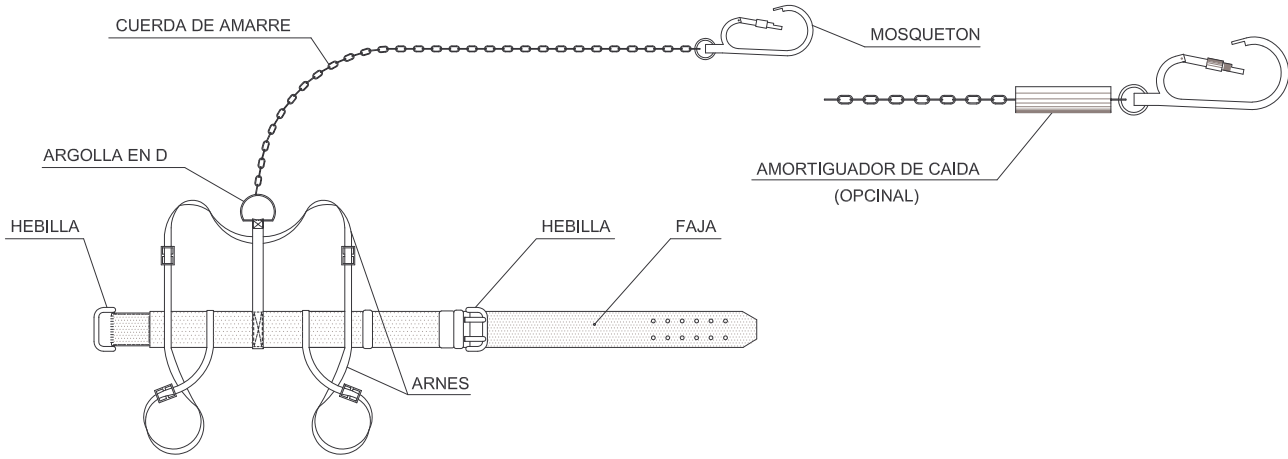 CUERDA DE AMARRE
MOSQUETON
ARGOLLA EN D
AMORTIGUADOR DE CAIDA
(OPCINAL)
HEBILLA
HEBILLA
FAJA
ARNES